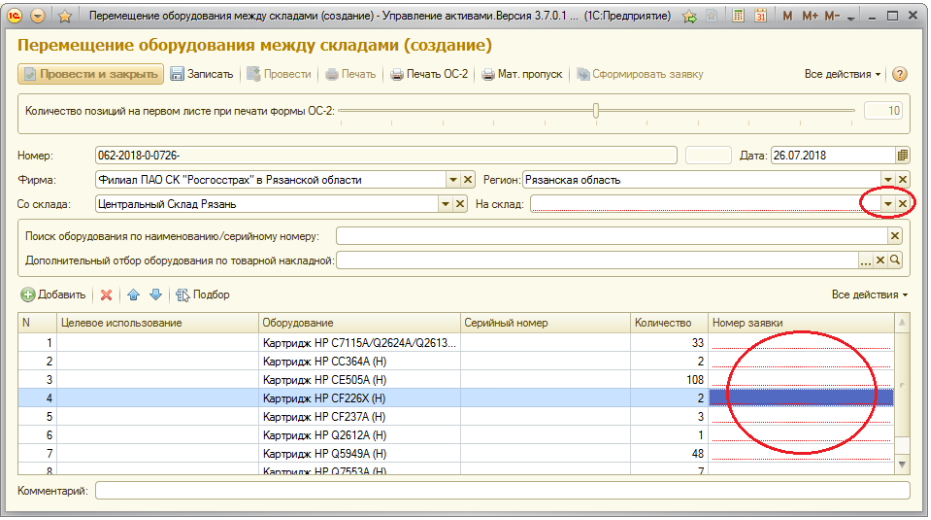 Перемещение оборудования между складами (создание) - Управление активами.Версия 3.7.0.1 ... (1С:Предприятие) M M+ M-
Перемещение оборудования между складами (создание)
Провести и закрыть Записать Провести Печать Печать ОС-2 Мат. пропуск Сформировать заявку Все действия
Количество позиций на первом листе при печати формы ОС-2: 10
Номер: 062-2018-0-0726- Дата: 26.07.2018
Фирма: Филиал ПАО СК "Росгосстрах" в Рязанской области Регион: Рязанская область
Со склада: Центральный Склад Рязань На склад:
Поиск оборудования по наименованию/серийному номеру:
Дополнительный отбор оборудования по товарной накладной: ...
Добавить Подбор Все действия
N Целевое использование Оборудование Серийный номер Количество Номер заявки
1 Картридж HP C7115A/Q2624A/Q2613... 33
2 Картридж HP CC364A (Н) 2
3 Картридж HP CE505A (Н) 108
4 Картридж HP CF226X (Н) 2
5 Картридж HP CF237A (Н) 3
6 Картридж HP Q2612A (Н) 1
7 Картридж HP Q5949A (Н) 48
8 Картридж HP Q7553A (Н) 7
Комментарий: